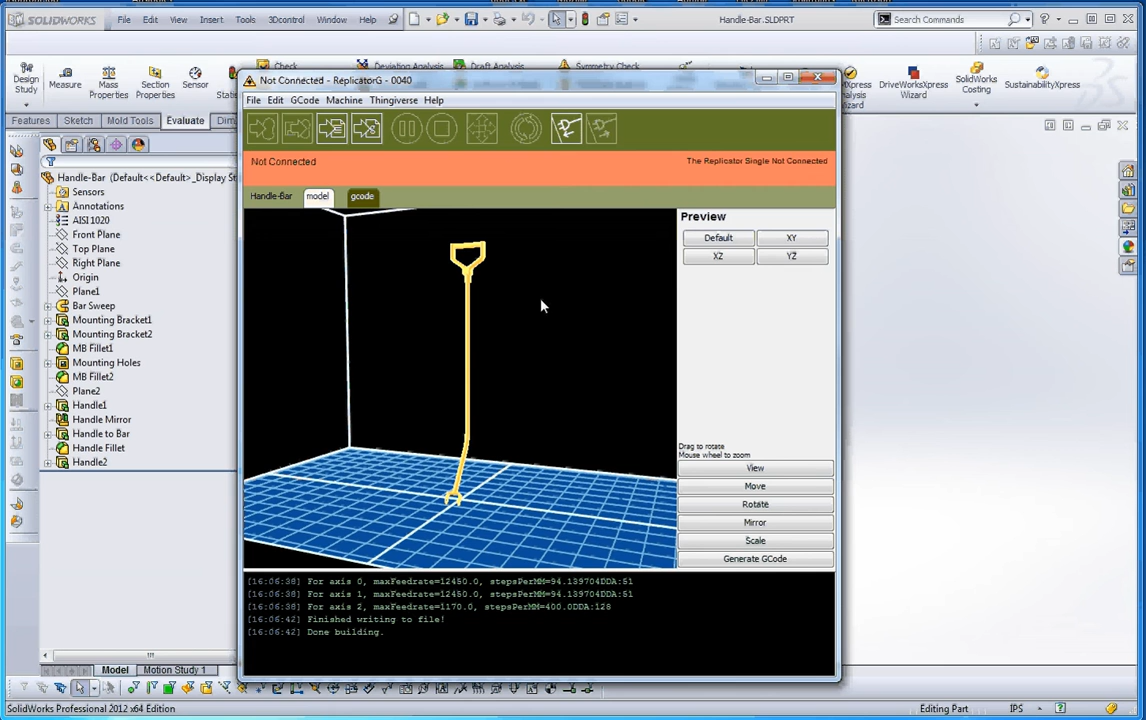 SOLIDWORKS File Edit View Insert Tools 3Dcontrol Window Help Handle-Bar.SLDPRT Search Commands
Design Study
Measure
Mass Properties
Section Properties
Sensor
Check
Deviation Analysis
Draft Analysis
Symmetry Check
DriveWorksXpress Wizard
SolidWorks Costing
SustainabilityXpress
Features Sketch Mold Tools Evaluate
Handle-Bar (Default<<Default>_Display St
Sensors
Annotations
AISI 1020
Front Plane
Top Plane
Right Plane
Origin
Plane1
Bar Sweep
Mounting Bracket1
Mounting Bracket2
MB Fillet1
Mounting Holes
MB Fillet2
Plane2
Handle1
Handle Mirror
Handle to Bar
Handle Fillet
Handle2
Not Connected - ReplicatorG - 0040
File Edit GCode Machine Thingiverse Help
Not Connected
The Replicator Single Not Connected
Handle-Bar model gcode
Preview
Default XY
XZ YZ
Drag to rotate
Mouse wheel to zoom
View
Move
Rotate
Mirror
Scale
Generate GCode
[16:06:38] For axis 0, maxFeedrate=12450.0, stepsPerMM=94.139704DDA:51
[16:06:38] For axis 1, maxFeedrate=12450.0, stepsPerMM=94.139704DDA:51
[16:06:38] For axis 2, maxFeedrate=1170.0, stepsPerMM=400.0DDA:128
[16:06:42] Finished writing to file!
[16:06:42] Done building.
Model Motion Study 1
SolidWorks Professional 2012 x64 Edition
Editing Part IPS